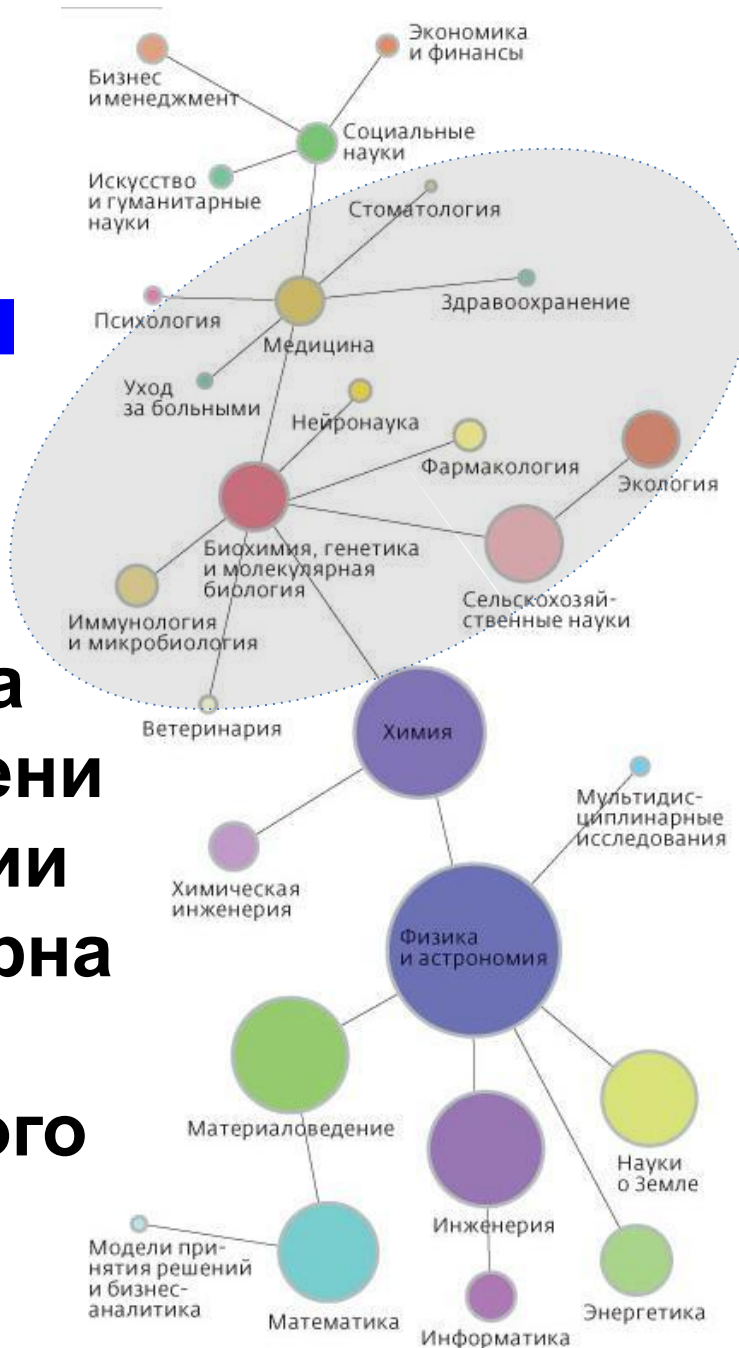 Экономика
и финансы
Бизнес
и менеджмент
Социальные
науки
Искусство
и гуманитарные
науки
Стоматология
Здравоохранение
Психология
Медицина
Уход
за больными
Нейронаука
Фармакология
Экология
Биохимия, генетика
и молекулярная
биология
Сельскохозяй-
ственные науки
Иммунология
и микробиология
Ветеринария
Химия
Мультидис-
циплинарные
исследования
Химическая
инженерия
Физика
и астрономия
Материаловедение
Науки
о Земле
Инженерия
Модели при-
нятия решений
и бизнес-
аналитика
Математика
Энергетика
Информатика
а
ени
ии
рна
ого